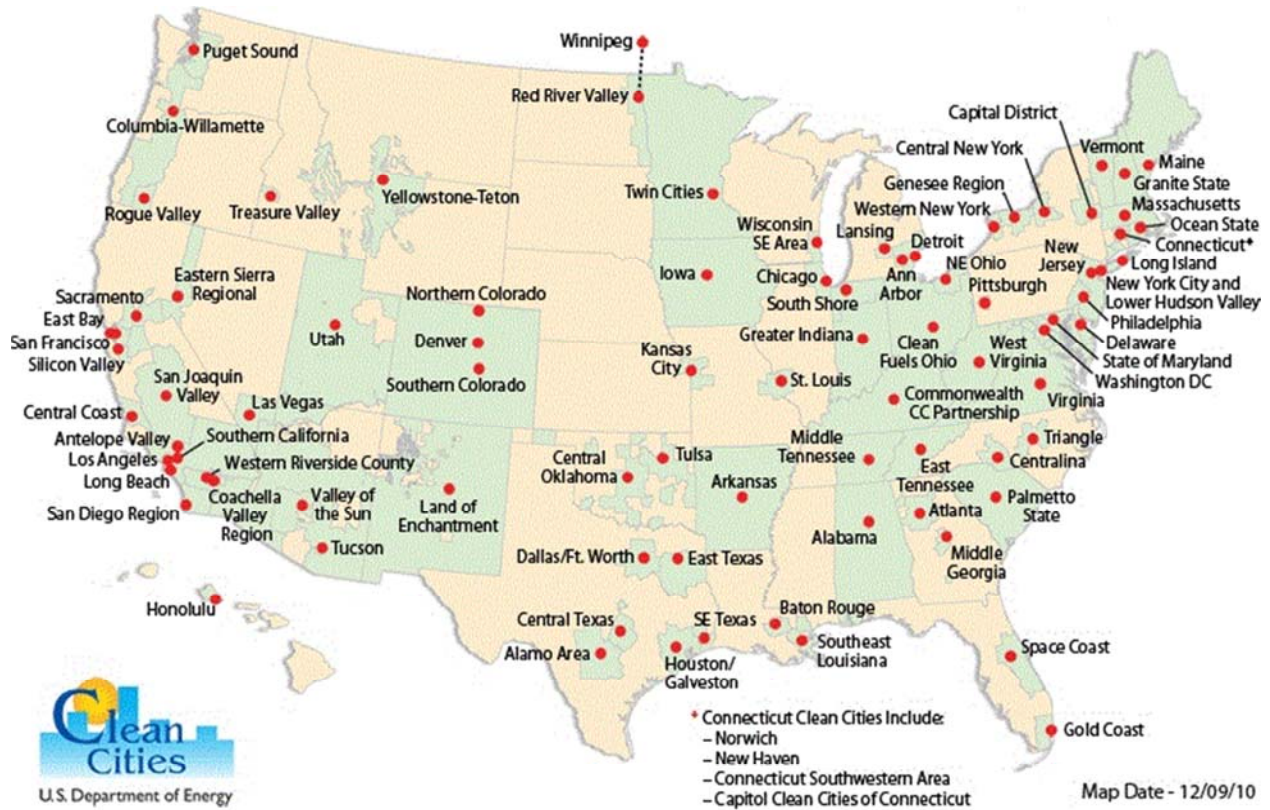 Puget Sound
Winnipeg
Red River Valley
Columbia-Willamette
Capital District
Central New York
Vermont
Maine
Genesee Region
Granite State
Yellowstone-Teton
Twin Cities
Massachusetts
Rogue Valley
Treasure Valley
Western New York
Ocean State
Wisconsin
SE Area
Lansing
Detroit
Connecticut*
New
Jersey
Long Island
Eastern Sierra
Regional
Iowa
Chicago
Ann
Arbor
NE Ohio
Pittsburgh
New York City and
Lower Hudson Valley
Sacramento
Northern Colorado
South Shore
Philadelphia
East Bay
Utah
Denver
Greater Indiana
Clean
Fuels Ohio
West
Virginia
Delaware
San Francisco
Kansas
City
State of Maryland
Silicon Valley
Southern Colorado
St. Louis
Washington DC
San Joaquin
Valley
Commonwealth
CC Partnership
Virginia
Central Coast
Las Vegas
Antelope Valley
Southern California
Middle
Tennessee
Triangle
Los Angeles
Western Riverside County
Central
Oklahoma
Tulsa
East
Tennessee
Centralina
Long Beach
Arkansas
San Diego Region
Coachella
Valley
Region
Valley of
the Sun
Land of
Enchantment
Palmetto
State
Atlanta
Tucson
Alabama
Dallas/Ft. Worth
East Texas
Middle
Georgia
Honolulu
Central Texas
SE Texas
Baton Rouge
Alamo Area
Houston/
Galveston
Southeast
Louisiana
Space Coast
Gold Coast
* Connecticut Clean Cities Include:
– Norwich
– New Haven
– Connecticut Southwestern Area
– Capitol Clean Cities of Connecticut
Clean
Cities
U.S. Department of Energy
Map Date - 12/09/10